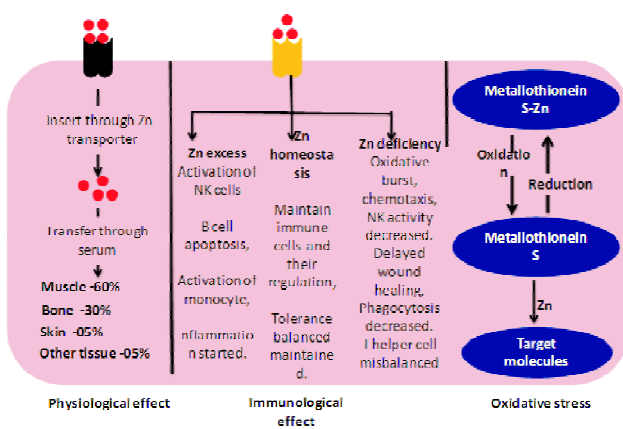 Insert through Zn
transporter
Transfer through
serum
Muscle -60%
Bone -30%
Skin -05%
Other tissue -05%
Zn excess
Activation of
NK cells
B cell
apoptosis,
Activation of
monocyte,
nflammatio
n started.
Zn
homeosta
sis
Maintain
immune
cells and
their
regulation,
Tolerance
balanced
maintaine
d.
Zn deficiency
Oxidative
burst,
chemotaxis,
NK activity
decreased.
Delayed
wound
healing,
Phagocytosis
decreased.
T helper cell
misbalanced
Metallothionein
S-Zn
Oxidatio
n
Reduction
Metallothionein
S
Zn
Target
molecules
Physiological effect
Immunological
effect
Oxidative stress